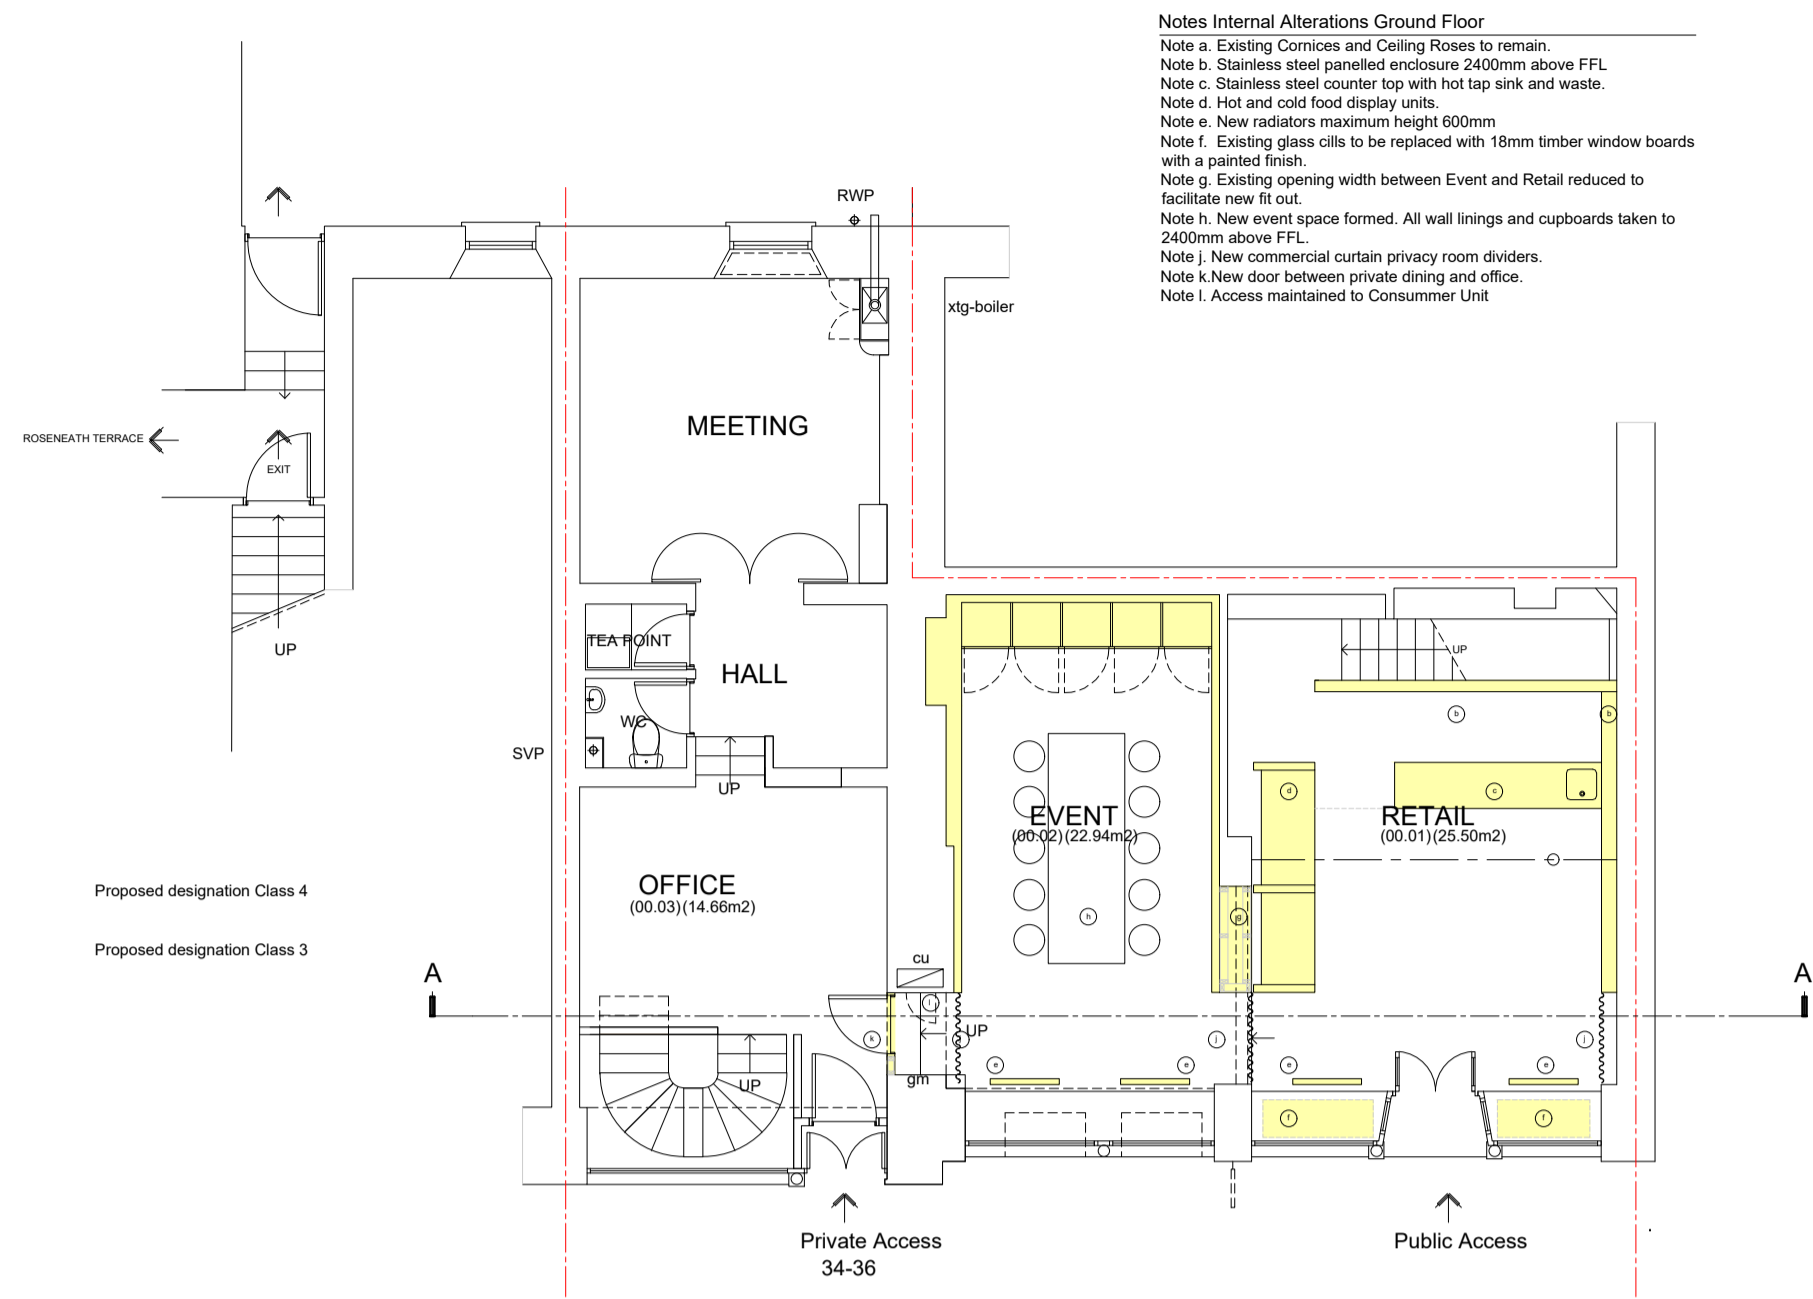 Notes Internal Alterations Ground Floor
Note a. Existing Cornices and Ceiling Roses to remain.
Note b. Stainless steel panelled enclosure 2400mm above FFL
Note c. Stainless steel counter top with hot tap sink and waste.
Note d. Hot and cold food display units.
Note e. New radiators maximum height 600mm
Note f. Existing glass cills to be replaced with 18mm timber window boards
with a painted finish.
Note g. Existing opening width between Event and Retail reduced to
facilitate new fit out.
Note h. New event space formed. All wall linings and cupboards taken to
2400mm above FFL.
Note j. New commercial curtain privacy room dividers.
Note k.New door between private dining and office.
Note l. Access maintained to Consummer Unit
RWP
xtg-boiler
MEETING
ROSENEATH TERRACE
EXIT
UP
TEA POINT
HALL
WC
SVP
UP
UP
b
b
d
c
EVENT
(00.02)(22.94m2)
RETAIL
(00.01)(25.50m2)
OFFICE
(00.03)(14.66m2)
Proposed designation Class 4
Proposed designation Class 3
h
g
cu
A
A
l
UP
k
j
j
e
e
e
e
gm
UP
f
f
Private Access
34-36
Public Access